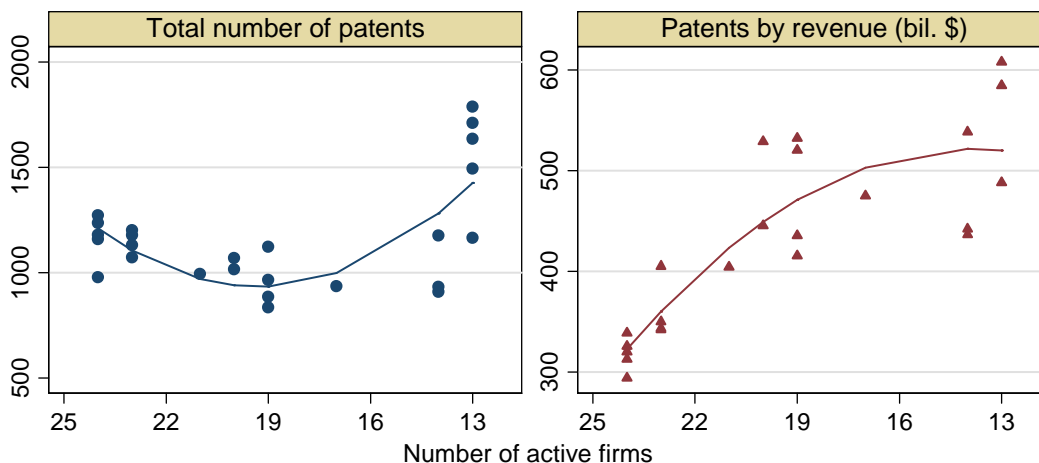 Total number of patents
Patents by revenue (bil. $)
2000
1500
1000
500
600
500
400
300
25 22 19 16 13
25 22 19 16 13
Number of active firms